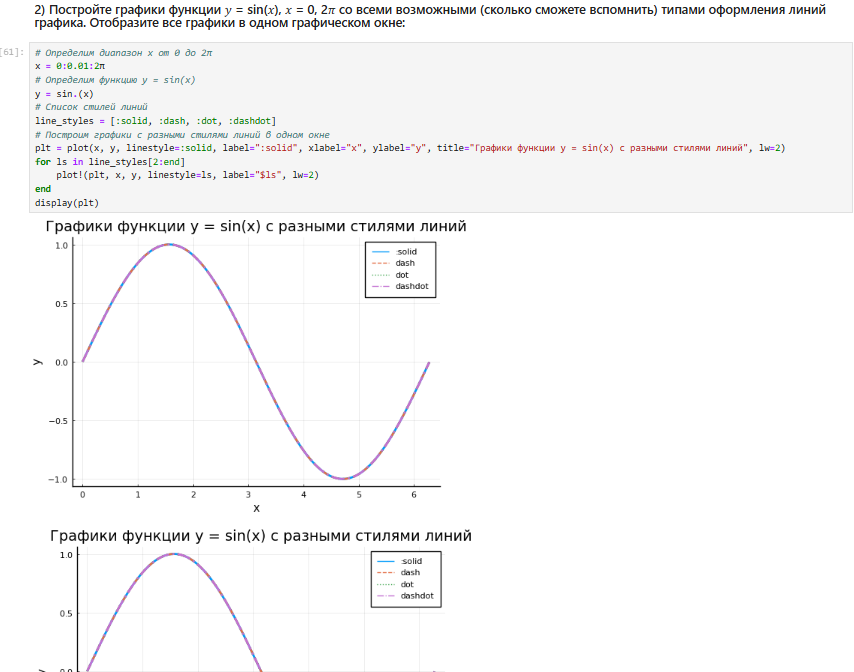 2) Постройте графики функции y = sin(x), x = 0, 2π со всеми возможными (сколько сможете вспомнить) типами оформления линий
графика. Отобразите все графики в одном графическом окне:
[61]:
# Определим диапазон x от 0 до 2π
x = 0:0.01:2π
# Определим функцию y = sin(x)
y = sin.(x)
# Список стилей линий
line_styles = [:solid, :dash, :dot, :dashdot]
# Построим графики с разными стилями линий в одном окне
plt = plot(x, y, linestyle=:solid, label=":solid", xlabel="x", ylabel="y", title="Графики функции y = sin(x) с разными стилями линий", lw=2)
for ls in line_styles[2:end]
    plot!(plt, x, y, linestyle=ls, label="$ls", lw=2)
end
display(plt)
Графики функции y = sin(x) с разными стилями линий
:solid
dash
dot
dashdot
1.0
0.5
0.0
−0.5
−1.0
y
0 1 2 3 4 5 6
x
Графики функции y = sin(x) с разными стилями линий
:solid
dash
dot
dashdot
1.0
0.5